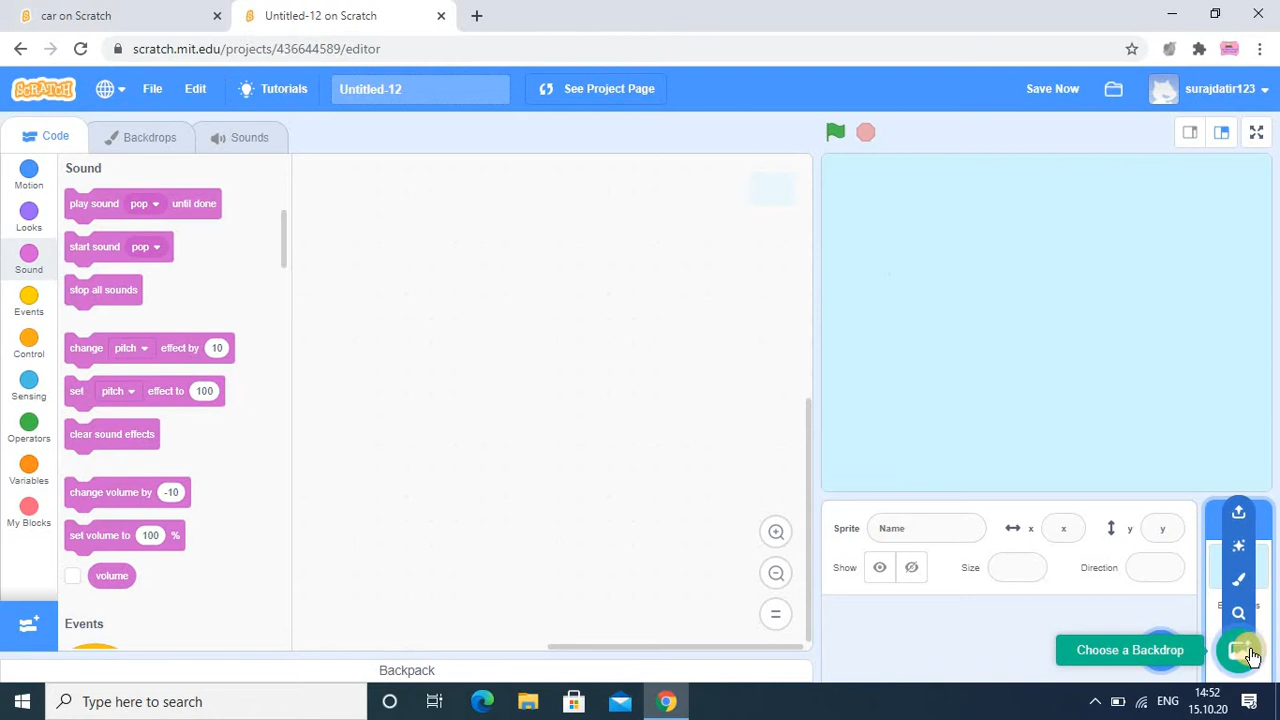 car on Scratch
Untitled-12 on Scratch
scratch.mit.edu/projects/436644589/editor
SCRATCH
File
Edit
Tutorials
Untitled-12
See Project Page
Save Now
surajdatir123
Code
Backdrops
Sounds
Motion
Looks
Sound
Events
Control
Sensing
Operators
Variables
My Blocks
Sound
play sound pop until done
start sound pop
stop all sounds
change pitch effect by 10
set pitch effect to 100
clear sound effects
change volume by -10
set volume to 100 %
volume
Events
Backpack
Sprite Name x x y y
Show Size Direction
Choose a Backdrop
Type here to search
ENG
14:52
15.10.20